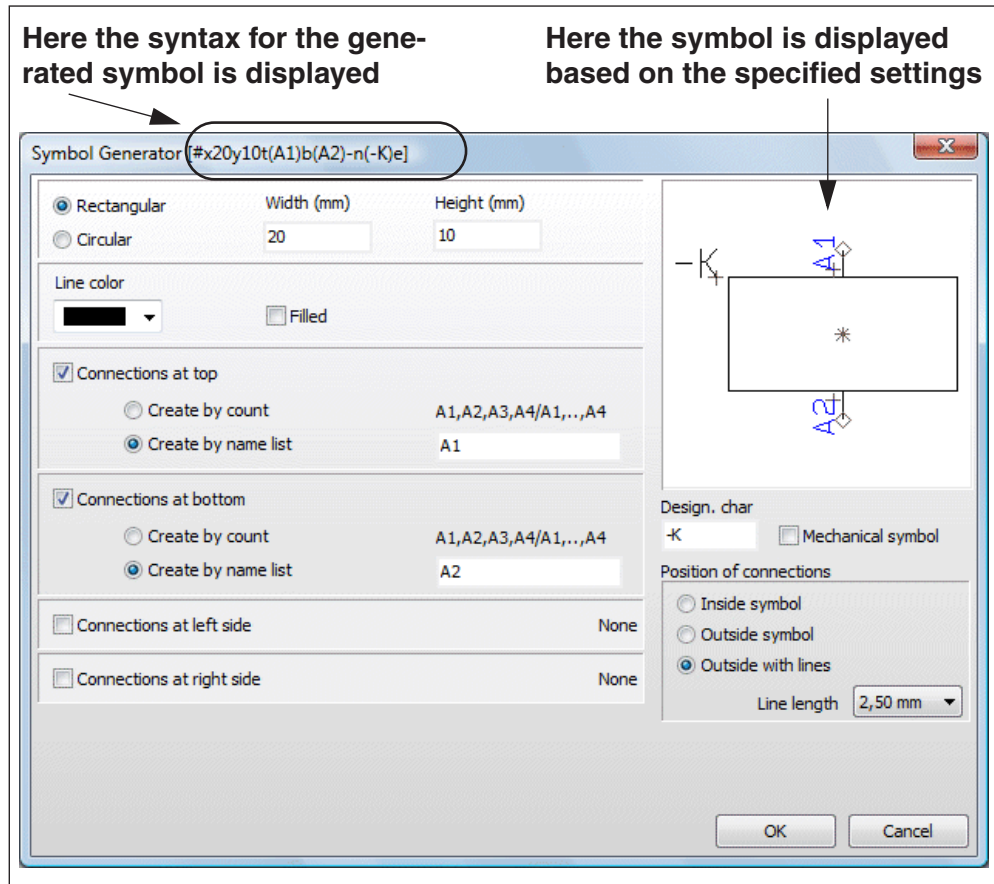 Here the syntax for the gene-
rated symbol is displayed
Here the symbol is displayed
based on the specified settings
Symbol Generator [#x20y10t(A1)b(A2)-n(-K)e]
Rectangular
Width (mm)
Height (mm)
Circular
20
10
Line color
Filled
Connections at top
Create by count
A1,A2,A3,A4/A1,..,A4
Create by name list
A1
Connections at bottom
Create by count
A1,A2,A3,A4/A1,..,A4
Create by name list
A2
Connections at left side
None
Connections at right side
None
-K
A1
A2
Design. char
-K
Mechanical symbol
Position of connections
Inside symbol
Outside symbol
Outside with lines
Line length
2,50 mm
OK
Cancel